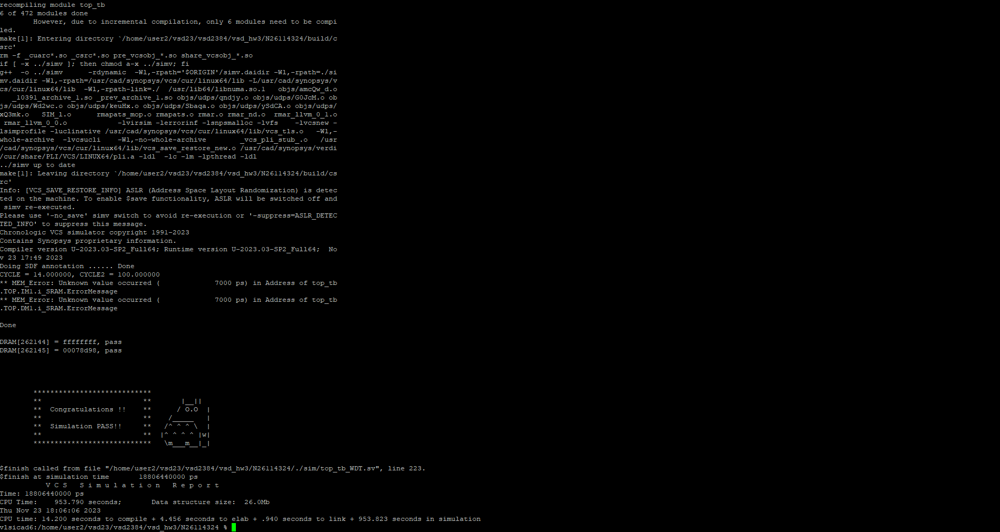 recompiling module top_tb
6 of 472 modules done
        However, due to incremental compilation, only 6 modules need to be compi
led.
make[1]: Entering directory `/home/user2/vsd23/vsd2384/vsd_hw3/N26114324/build/c
src'
rm -f _cuarc*.so _csrc*.so pre_vcsobj_*.so share_vcsobj_*.so
if [ -x ../simv ]; then chmod a-x ../simv; fi
g++  -o ../simv      -rdynamic  -Wl,-rpath='$ORIGIN'/simv.daidir -Wl,-rpath=./si
mv.daidir -Wl,-rpath=/usr/cad/synopsys/vcs/cur/linux64/lib -L/usr/cad/synopsys/v
cs/cur/linux64/lib  -Wl,-rpath-link=./  /usr/lib64/libnuma.so.1   objs/amcQw_d.o
   _10391_archive_1.so _prev_archive_1.so objs/udps/qndjy.o objs/udps/G0JcM.o ob
js/udps/Wd2wc.o objs/udps/keuHx.o objs/udps/Sbaqa.o objs/udps/ySdCA.o objs/udps/
xQ3mk.o   SIM_l.o      rmapats_mop.o rmapats.o rmar.o rmar_nd.o  rmar_llvm_0_1.o
 rmar_llvm_0_0.o            -lvirsim -lerrorinf -lsnpsmalloc -lvfs    -lvcsnew -
lsimprofile -luclinative /usr/cad/synopsys/vcs/cur/linux64/lib/vcs_tls.o   -Wl,-
whole-archive  -lvcsucli    -Wl,-no-whole-archive        _vcs_pli_stub_.o   /usr
/cad/synopsys/vcs/cur/linux64/lib/vcs_save_restore_new.o /usr/cad/synopsys/verdi
/cur/share/PLI/VCS/LINUX64/pli.a -ldl  -lc -lm -lpthread -ldl
../simv up to date
make[1]: Leaving directory `/home/user2/vsd23/vsd2384/vsd_hw3/N26114324/build/cs
rc'
Info: [VCS_SAVE_RESTORE_INFO] ASLR (Address Space Layout Randomization) is detec
ted on the machine. To enable $save functionality, ASLR will be switched off and
 simv re-executed.
Please use '-no_save' simv switch to avoid re-execution or '-suppress=ASLR_DETEC
TED_INFO' to suppress this message.
Chronologic VCS simulator copyright 1991-2023
Contains Synopsys proprietary information.
Compiler version U-2023.03-SP2_Full64; Runtime version U-2023.03-SP2_Full64;  No
v 23 17:49 2023
Doing SDF annotation ...... Done
CYCLE = 14.000000, CYCLE2 = 100.000000
** MEM_Error: Unknown value occurred (             7000 ps) in Address of top_tb
.TOP.IM1.i_SRAM.ErrorMessage
** MEM_Error: Unknown value occurred (             7000 ps) in Address of top_tb
.TOP.DM1.i_SRAM.ErrorMessage
Done
DRAM[262144] = ffffffff, pass
DRAM[262145] = 00078d98, pass
        ****************************
        **                        **       |__||
        **  Congratulations !!    **      / O.O  |
        **                        **    /_____   |
        **  Simulation PASS!!     **   /^ ^ ^ \  |
        **                        **  |^ ^ ^ ^ |w|
        ****************************   \m___m__|_|
$finish called from file "/home/user2/vsd23/vsd2384/vsd_hw3/N26114324/./sim/top_tb_WDT.sv", line 223.
$finish at simulation time       18806440000 ps
           V C S   S i m u l a t i o n   R e p o r t
Time: 18806440000 ps
CPU Time:    953.790 seconds;       Data structure size:  26.0Mb
Thu Nov 23 18:06:06 2023
CPU time: 14.200 seconds to compile + 4.456 seconds to elab + .940 seconds to link + 953.823 seconds in simulation
vlsicad6:/home/user2/vsd23/vsd2384/vsd_hw3/N26114324 %